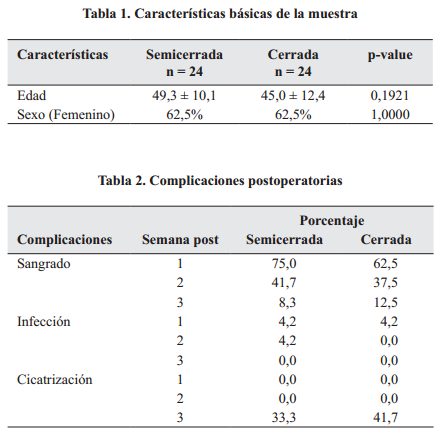 Tabla 1. Características básicas de la muestra
Características Semicerrada Cerrada p-value
n = 24 n = 24
Edad 49,3 ± 10,1 45,0 ± 12,4 0,1921
Sexo (Femenino) 62,5% 62,5% 1,0000
Tabla 2. Complicaciones postoperatorias
Porcentaje
Complicaciones Semana post Semicerrada Cerrada
Sangrado 1 75,0 62,5
2 41,7 37,5
3 8,3 12,5
Infección 1 4,2 4,2
2 4,2 0,0
3 0,0 0,0
Cicatrización 1 0,0 0,0
2 0,0 0,0
3 33,3 41,7